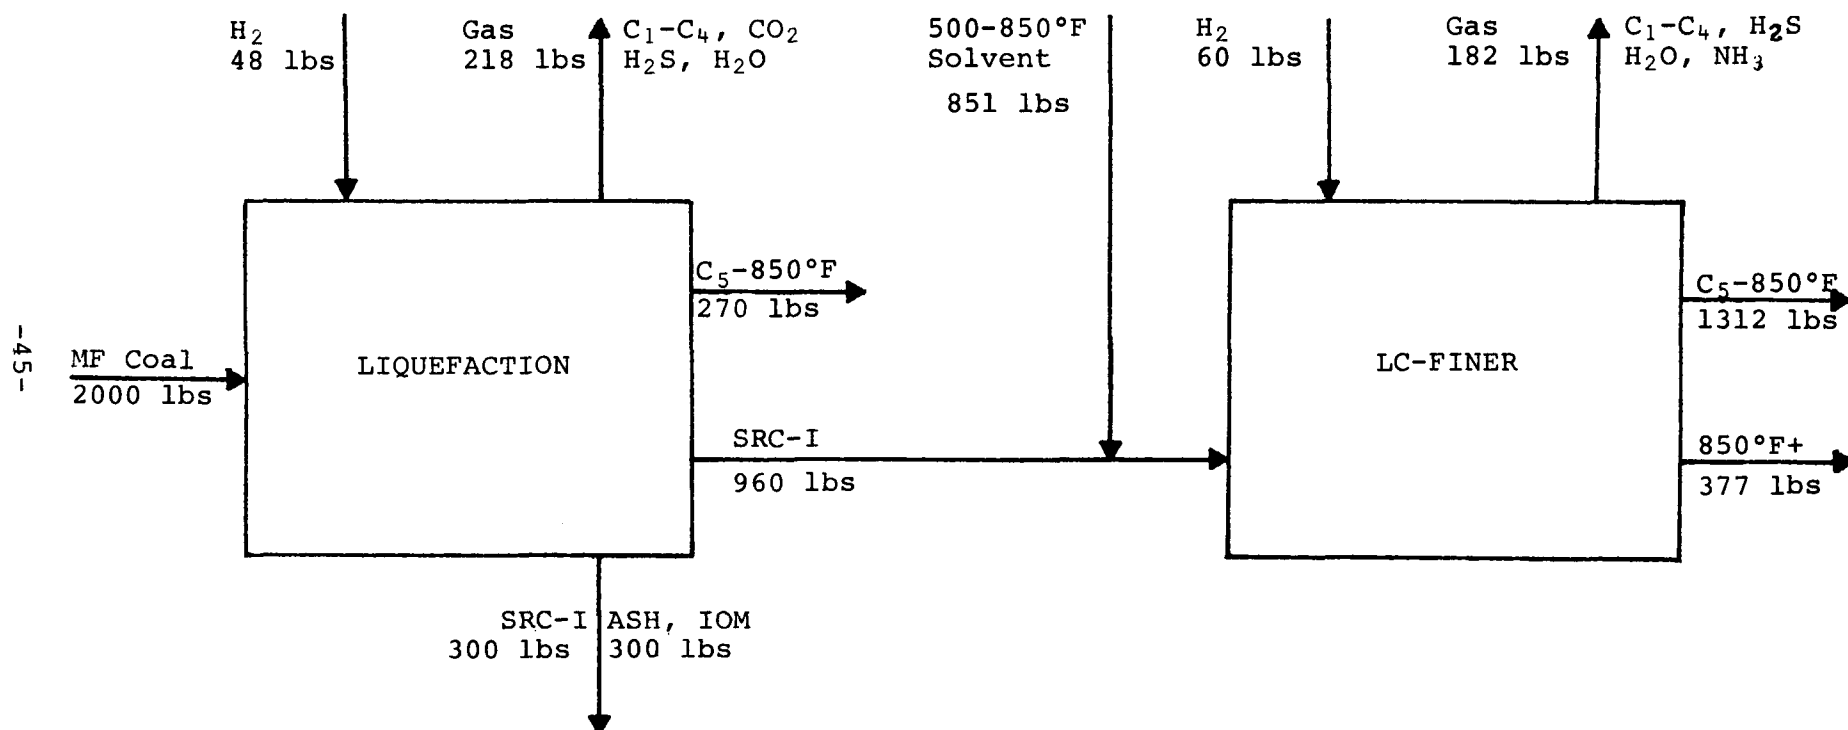 H₂
48 lbs
Gas
218 lbs
C₁-C₄, CO₂
H₂S, H₂O
500-850°F
Solvent
851 lbs
H₂
60 lbs
Gas
182 lbs
C₁-C₄, H₂S
H₂O, NH₃
C₅-850°F
270 lbs
C₅-850°F
1312 lbs
-45-
MF Coal
2000 lbs
LIQUEFACTION
LC-FINER
SRC-I
960 lbs
850°F+
377 lbs
SRC-I ASH, IOM
300 lbs 300 lbs